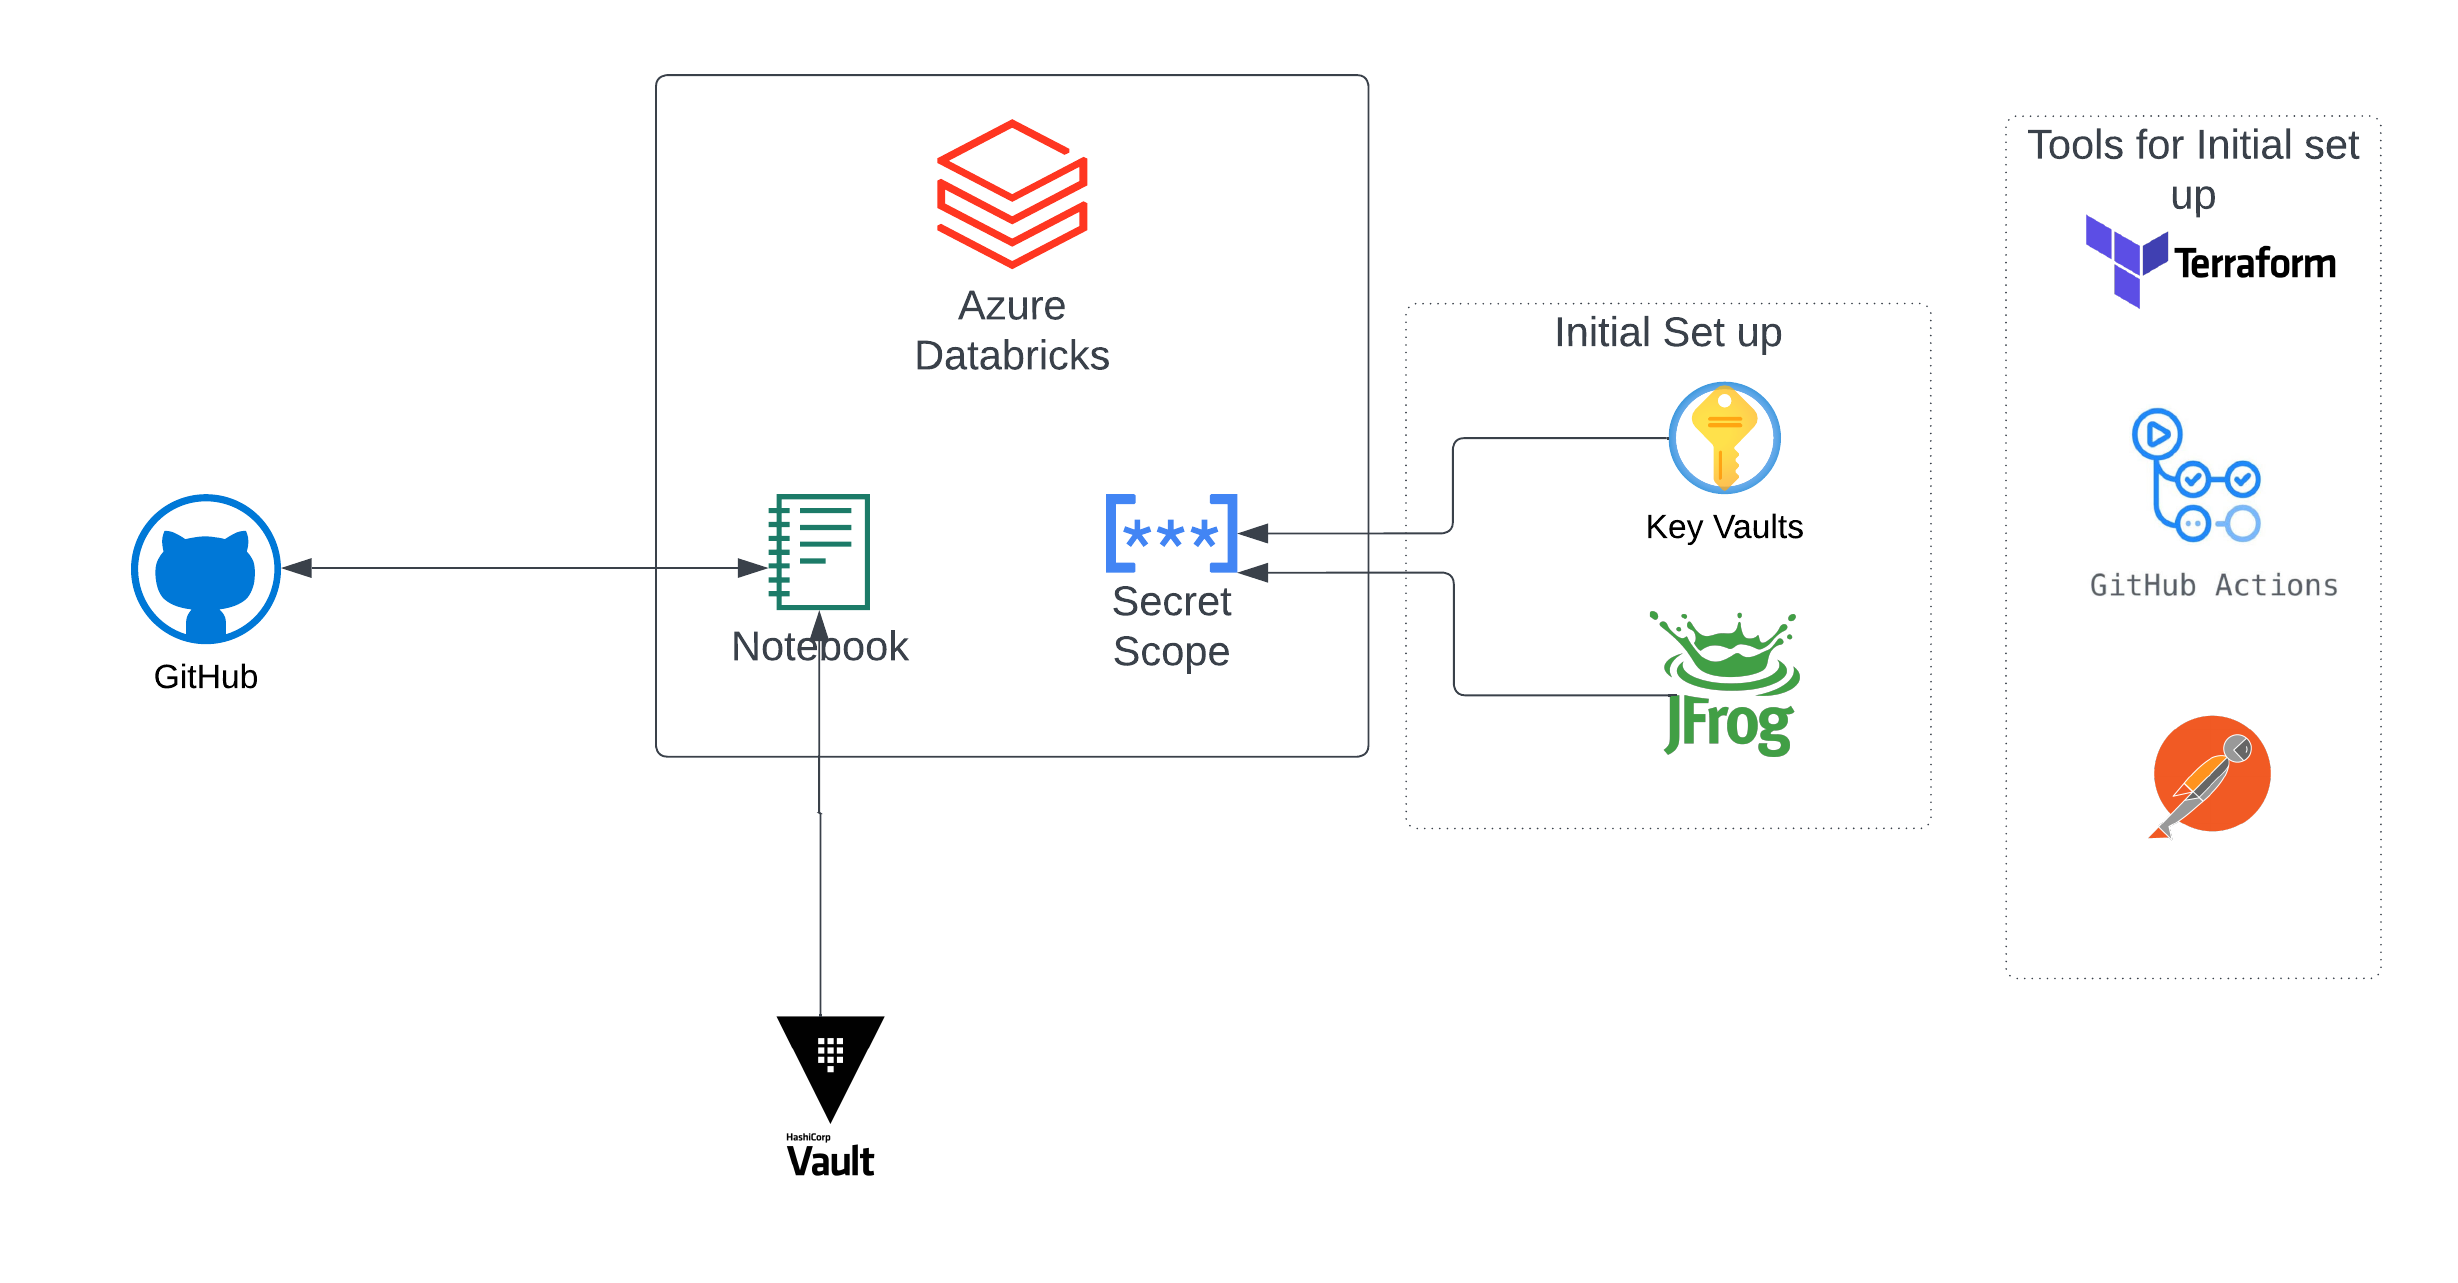 Azure
Databricks
Notebook
Secret
Scope
GitHub
HashiCorp
Vault
Initial Set up
Key Vaults
JFrog
Tools for Initial set
up
Terraform
GitHub Actions
[***]